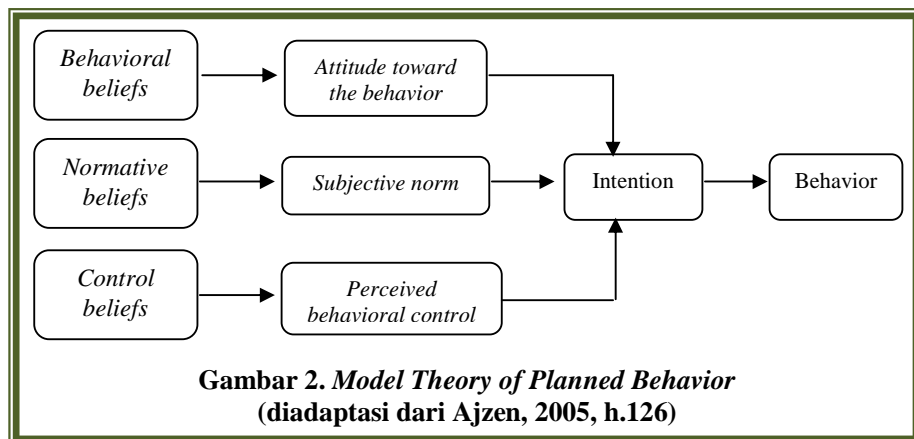 Behavioral
beliefs
Attitude toward
the behavior
Normative
beliefs
Subjective norm
Intention
Behavior
Control
beliefs
Perceived
behavioral control
Gambar 2. Model Theory of Planned Behavior
(diadaptasi dari Ajzen, 2005, h.126)